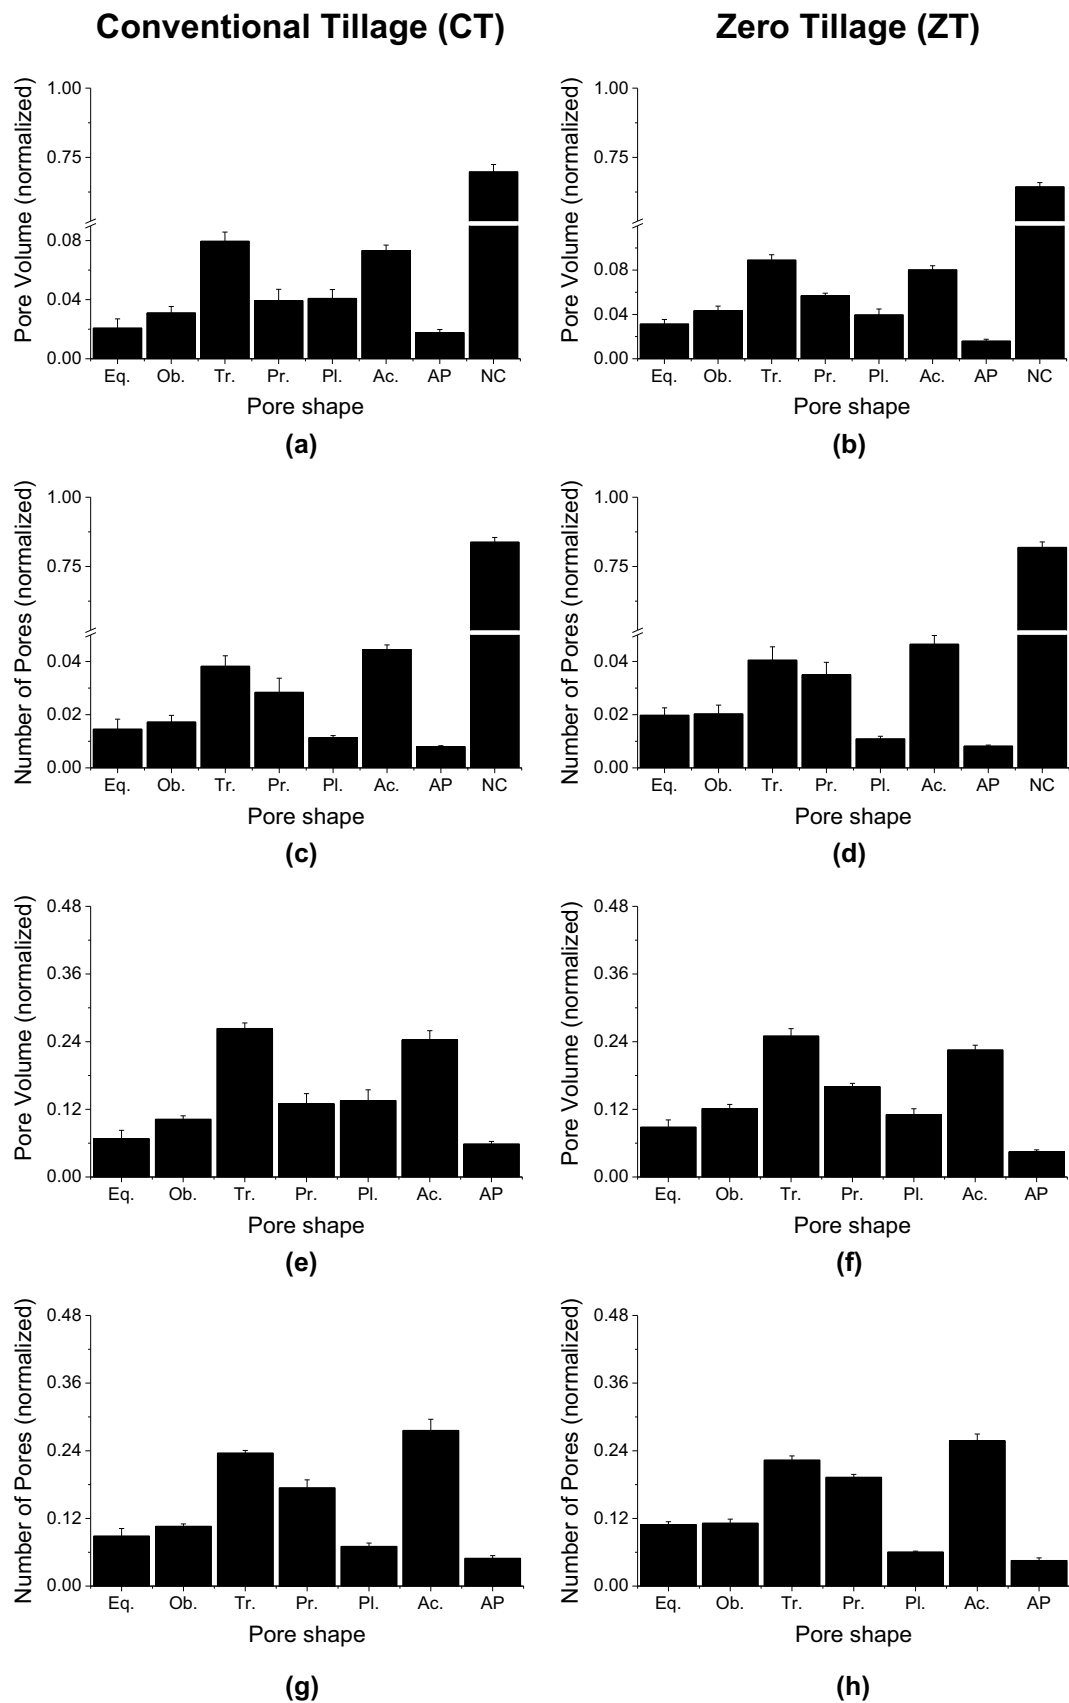 Conventional Tillage (CT)
Zero Tillage (ZT)
Pore Volume (normalized)
1.00
0.75
0.08
0.04
0.00
Eq. Ob. Tr. Pr. Pl. Ac. AP NC
Pore shape
(a)
Pore Volume (normalized)
1.00
0.75
0.08
0.04
0.00
Eq. Ob. Tr. Pr. Pl. Ac. AP NC
Pore shape
(b)
Number of Pores (normalized)
1.00
0.75
0.04
0.02
0.00
Eq. Ob. Tr. Pr. Pl. Ac. AP NC
Pore shape
(c)
Number of Pores (normalized)
1.00
0.75
0.04
0.02
0.00
Eq. Ob. Tr. Pr. Pl. Ac. AP NC
Pore shape
(d)
Pore Volume (normalized)
0.48
0.36
0.24
0.12
0.00
Eq. Ob. Tr. Pr. Pl. Ac. AP
Pore shape
(e)
Pore Volume (normalized)
0.48
0.36
0.24
0.12
0.00
Eq. Ob. Tr. Pr. Pl. Ac. AP
Pore shape
(f)
Number of Pores (normalized)
0.48
0.36
0.24
0.12
0.00
Eq. Ob. Tr. Pr. Pl. Ac. AP
Pore shape
(g)
Number of Pores (normalized)
0.48
0.36
0.24
0.12
0.00
Eq. Ob. Tr. Pr. Pl. Ac. AP
Pore shape
(h)